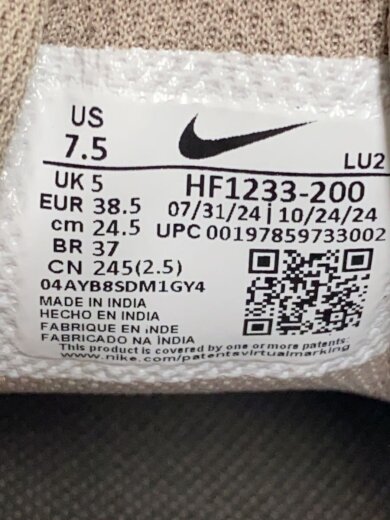 US
7.5
LU2
UK 5
HF1233-200
EUR 38.5
07/31/24 | 10/24/24
cm 24.5
UPC 00197859733002
BR 37
CN 245(2.5)
04AYB8SDM1GY4
MADE IN INDIA
HECHO EN INDIA
FABRIQUE EN INDE
FABRICADO NA ÍNDIA
This product is covered by one or more patents.
www.nike.com/patentsvirtualmarking